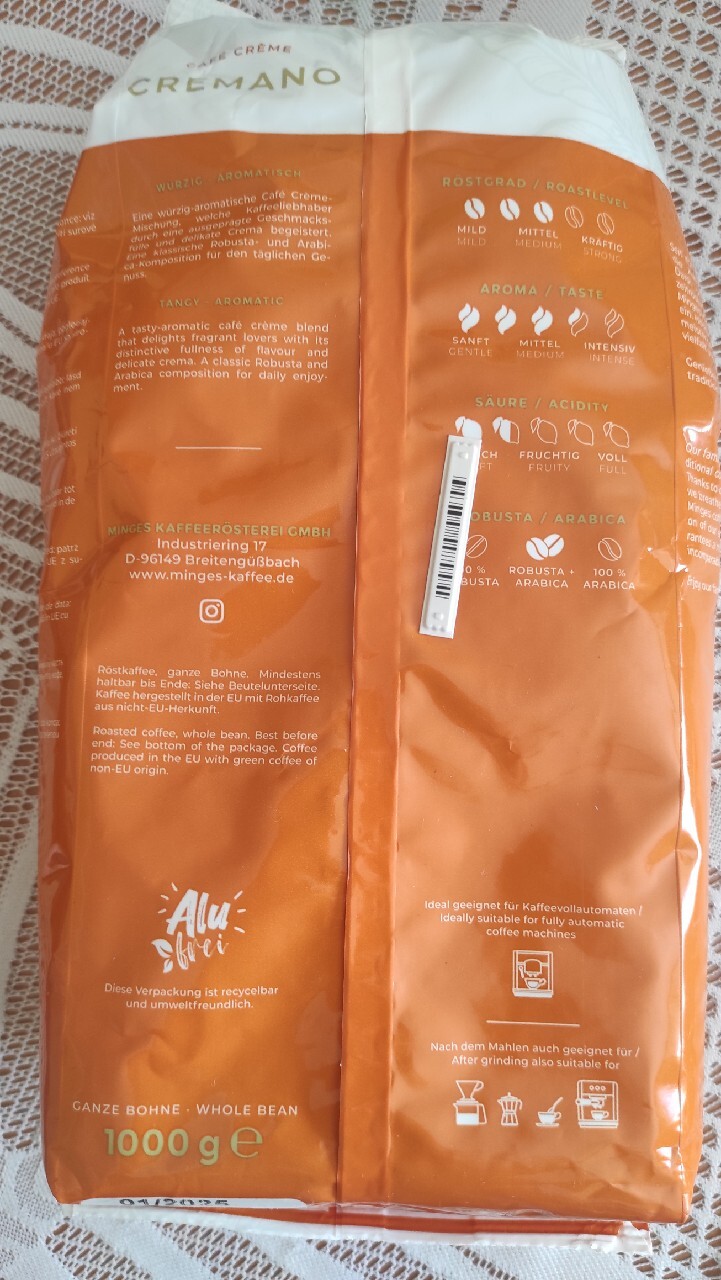 CAFÉ CRÈME
CREMANO
WÜRZIG - AROMATISCH
Eine würzig-aromatische Café Crème-
Mischung, welche Kaffeeliebhaber
durch eine ausgeprägte Geschmacks-
fülle und delikate Crema begeistert.
Eine klassische Robusta- und Arabi-
ca-Komposition für den täglichen Ge-
nuss.
TANGY - AROMATIC
A tasty-aromatic café crème blend
that delights fragrant lovers with its
distinctive fullness of flavour and
delicate crema. A classic Robusta and
Arabica composition for daily enjoy-
ment.
MINGES KAFFEERÖSTEREI GMBH
Industriering 17
D-96149 Breitengüßbach
www.minges-kaffee.de
Röstkaffee, ganze Bohne. Mindestens
haltbar bis Ende: Siehe Beutelunterseite.
Kaffee hergestellt in der EU mit Rohkaffee
aus nicht-EU-Herkunft.
Roasted coffee, whole bean. Best before
end: See bottom of the package. Coffee
produced in the EU with green coffee of
non-EU origin.
Alu
frei
Diese Verpackung ist recycelbar
und umweltfreundlich.
GANZE BOHNE · WHOLE BEAN
1000 g e
01/2025
RÖSTGRAD / ROASTLEVEL
MILD MITTEL KRÄFTIG
MILD MEDIUM STRONG
AROMA / TASTE
SANFT MITTEL INTENSIV
GENTLE MEDIUM INTENSE
SÄURE / ACIDITY
FRUCHTIG VOLL
FRUITY FULL
OBUSTA / ARABICA
0 % ROBUSTA + 100 %
BUSTA ARABICA ARABICA
Ideal geeignet für Kaffeevollautomaten /
Ideally suitable for fully automatic
coffee machines
Nach dem Mahlen auch geeignet für /
After grinding also suitable for